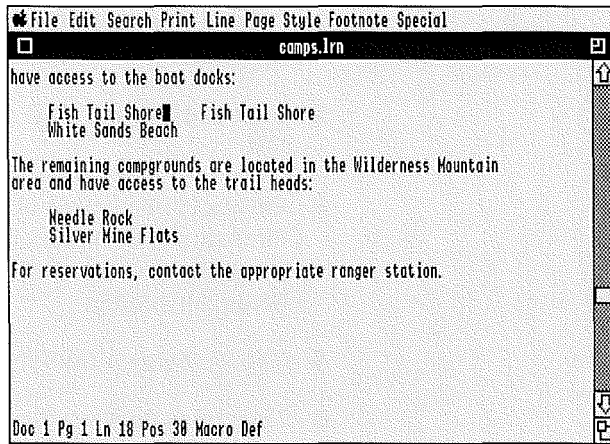 File Edit Search Print Line Page Style Footnote Special
camps.lrn
have access to the boat docks:
Fish Tail Shore Fish Tail Shore
White Sands Beach
The remaining campgrounds are located in the Wilderness Mountain
area and have access to the trail heads:
Needle Rock
Silver Mine Flats
For reservations, contact the appropriate ranger station.
Doc 1 Pg 1 Ln 18 Pos 30 Macro Def